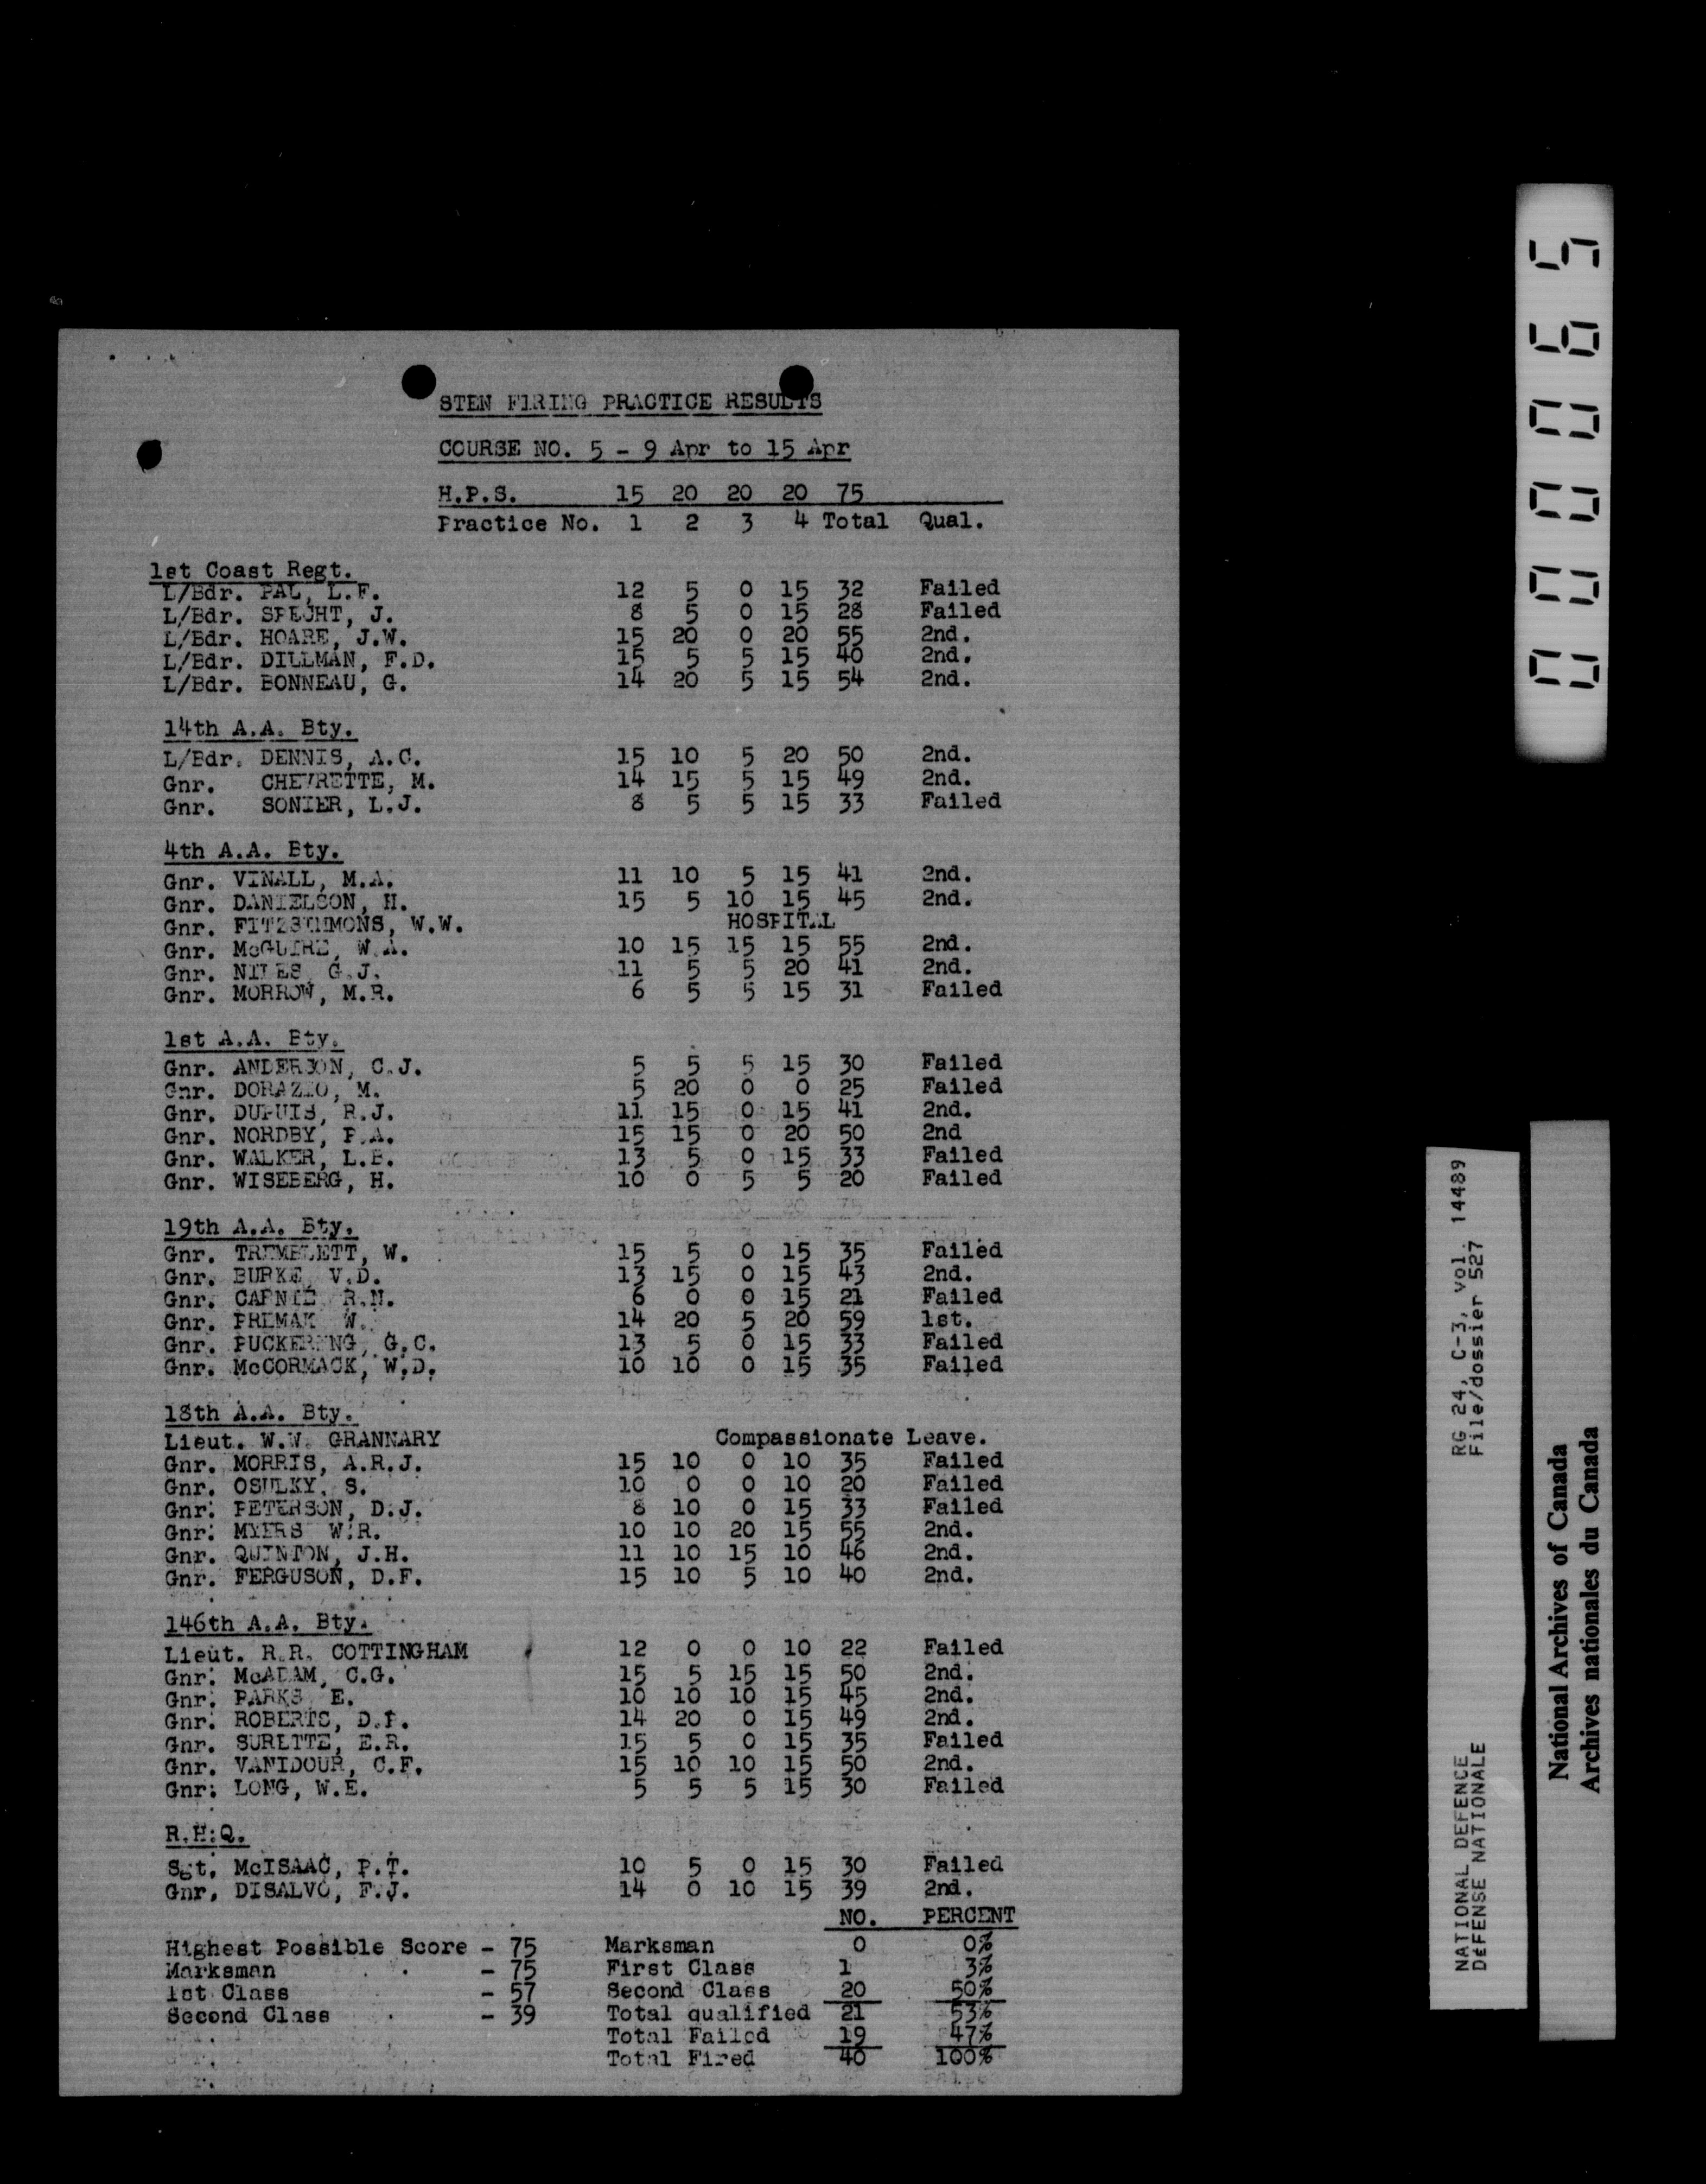 STEN FIRING PRACTICE RESULTS
COURSE NO. 5 - 9 Apr to 15 Apr
H.P.S. 15 20 20 20 75
Practice No. 1 2 3 4 Total Qual.
1st Coast Regt.
L/Bdr. PAL, L.F. 12 5 0 15 32 Failed
L/Bdr. SPECHT, J. 8 5 0 15 28 Failed
L/Bdr. HOARE, J.W. 15 20 0 20 55 2nd.
L/Bdr. DILLMAN, F.D. 15 5 5 15 40 2nd.
L/Bdr. BONNEAU, G. 14 20 5 15 54 2nd.
14th A.A. Bty.
L/Bdr. DENNIS, A.C. 15 10 5 20 50 2nd.
Gnr. CHEVRETTE, M. 14 15 5 15 49 2nd.
Gnr. SONIER, L.J. 8 5 5 15 33 Failed
4th A.A. Bty.
Gnr. VINALL, M.A. 11 10 5 15 41 2nd.
Gnr. DANIELSON, H. 15 5 10 15 45 2nd.
Gnr. FITZSIMMONS, W.W. HOSPITAL
Gnr. McGUIRE, W.A. 10 15 15 15 55 2nd.
Gnr. NILES, G.J. 11 5 5 20 41 2nd.
Gnr. MORROW, M.R. 6 5 5 15 31 Failed
1st A.A. Bty.
Gnr. ANDERSON, C.J. 5 5 5 15 30 Failed
Gnr. DORAZIO, M. 5 20 0 0 25 Failed
Gnr. DUPUIS, R.J. 11 15 0 15 41 2nd.
Gnr. NORDBY, P.A. 15 15 0 20 50 2nd
Gnr. WALKER, L.B. 13 5 0 15 33 Failed
Gnr. WISEBERG, H. 10 0 5 5 20 Failed
19th A.A. Bty.
Gnr. TREMBLETT, W. 15 5 0 15 35 Failed
Gnr. BURKE, V.D. 13 15 0 15 43 2nd.
Gnr. CARNIE, R.N. 6 0 0 15 21 Failed
Gnr. PREMAK W. 14 20 5 20 59 1st.
Gnr. PUCKERING, G.C. 13 5 0 15 33 Failed
Gnr. McCORMACK, W.D. 10 10 0 15 35 Failed
18th A.A. Bty.
Lieut. W.W. GRANNARY Compassionate Leave.
Gnr. MORRIS, A.R.J. 15 10 0 10 35 Failed
Gnr. OSULKY, S. 10 0 0 10 20 Failed
Gnr. PETERSON, D.J. 8 10 0 15 33 Failed
Gnr. MYERS W.R. 10 10 20 15 55 2nd.
Gnr. QUINTON, J.H. 11 10 15 10 46 2nd.
Gnr. FERGUSON, D.F. 15 10 5 10 40 2nd.
146th A.A. Bty.
Lieut. R.R. COTTINGHAM 12 0 0 10 22 Failed
Gnr. McADAM, C.G. 15 5 15 15 50 2nd.
Gnr. PARKS, E. 10 10 10 15 45 2nd.
Gnr. ROBERTS, D.P. 14 20 0 15 49 2nd.
Gnr. SURETTE, E.R. 15 5 0 15 35 Failed
Gnr. VANIDOUR, C.F. 15 10 10 15 50 2nd.
Gnr. LONG, W.E. 5 5 5 15 30 Failed
R.H.Q.
Sgt. McISAAC, P.T. 10 5 0 15 30 Failed
Gnr. DISALVO, F.J. 14 0 10 15 39 2nd.
NO. PERCENT
Highest Possible Score - 75 Marksman 0 0%
Marksman - 75 First Class 1 3%
1st Class - 57 Second Class 20 50%
Second Class - 39 Total qualified 21 53%
Total Failed 19 47%
Total Fired 40 100%
000065
RG 24, C-3, vol. 14489
File/dossier 527
NATIONAL DEFENCE
DÉFENSE NATIONALE
National Archives of Canada
Archives nationales du Canada